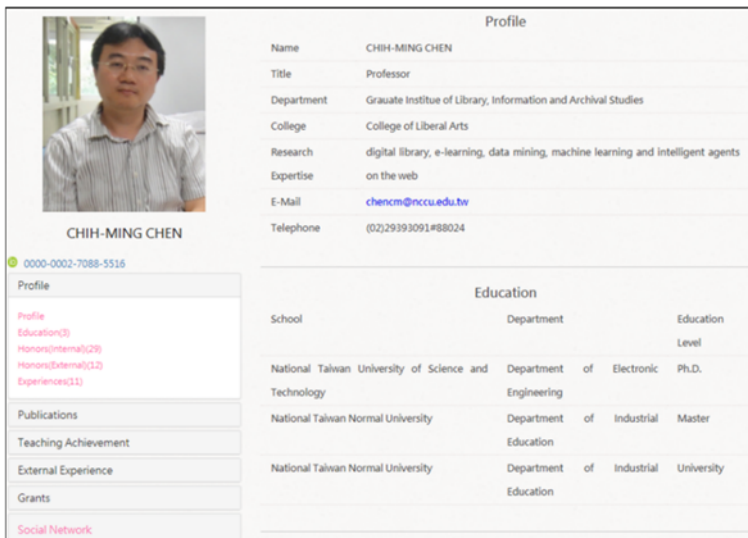 CHIH-MING CHEN
0000-0002-7088-5516
Profile
Profile
Education(3)
Honors(Internal)(29)
Honors(External)(12)
Experiences(11)
Publications
Teaching Achievement
External Experience
Grants
Social Network
Profile
Name CHIH-MING CHEN
Title Professor
Department Grauate Institue of Library, Information and Archival Studies
College College of Liberal Arts
Research digital library, e-learning, data mining, machine learning and intelligent agents
Expertise on the web
E-Mail chencm@nccu.edu.tw
Telephone (02)29393091#88024
Education
School Department Education
Level
National Taiwan University of Science and Department of Electronic Ph.D.
Technology Engineering
National Taiwan Normal University Department of Industrial Master
Education
National Taiwan Normal University Department of Industrial University
Education